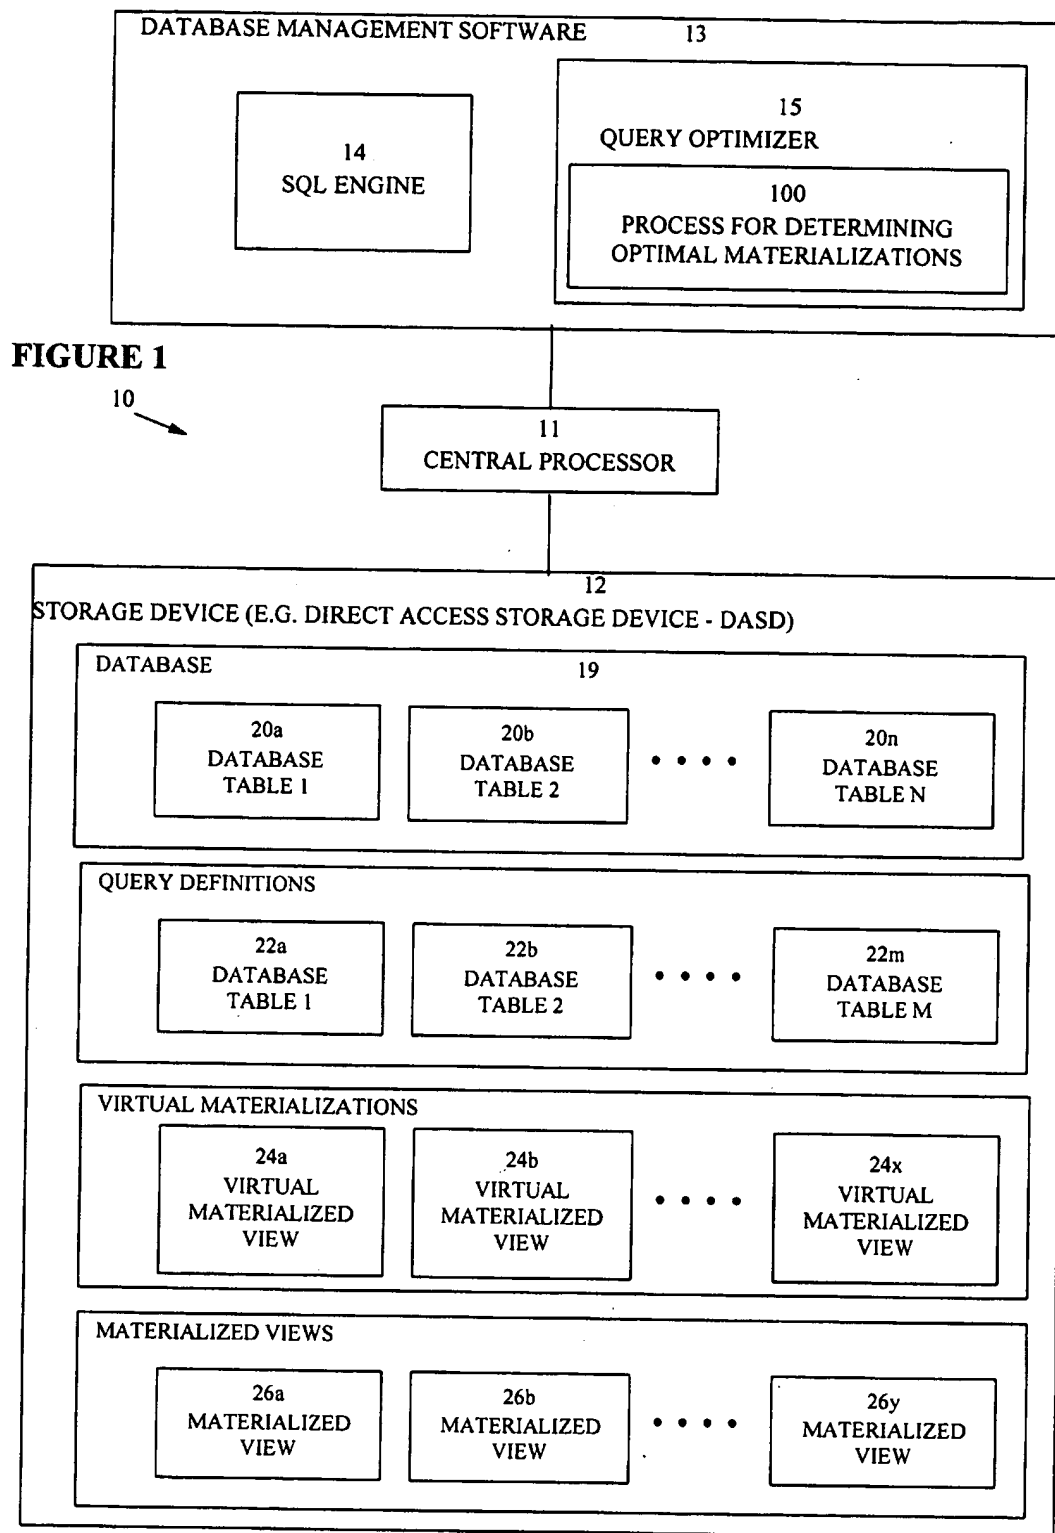 DATABASE MANAGEMENT SOFTWARE 13
14
SQL ENGINE
15
QUERY OPTIMIZER
100
PROCESS FOR DETERMINING
OPTIMAL MATERIALIZATIONS
FIGURE 1
10
11
CENTRAL PROCESSOR
12
STORAGE DEVICE (E.G. DIRECT ACCESS STORAGE DEVICE - DASD)
DATABASE 19
20a
DATABASE
TABLE 1
20b
DATABASE
TABLE 2
• • • •
20n
DATABASE
TABLE N
QUERY DEFINITIONS
22a
DATABASE
TABLE 1
22b
DATABASE
TABLE 2
• • • •
22m
DATABASE
TABLE M
VIRTUAL MATERIALIZATIONS
24a
VIRTUAL
MATERIALIZED
VIEW
24b
VIRTUAL
MATERIALIZED
VIEW
• • • •
24x
VIRTUAL
MATERIALIZED
VIEW
MATERIALIZED VIEWS
26a
MATERIALIZED
VIEW
26b
MATERIALIZED
VIEW
• • • •
26y
MATERIALIZED
VIEW